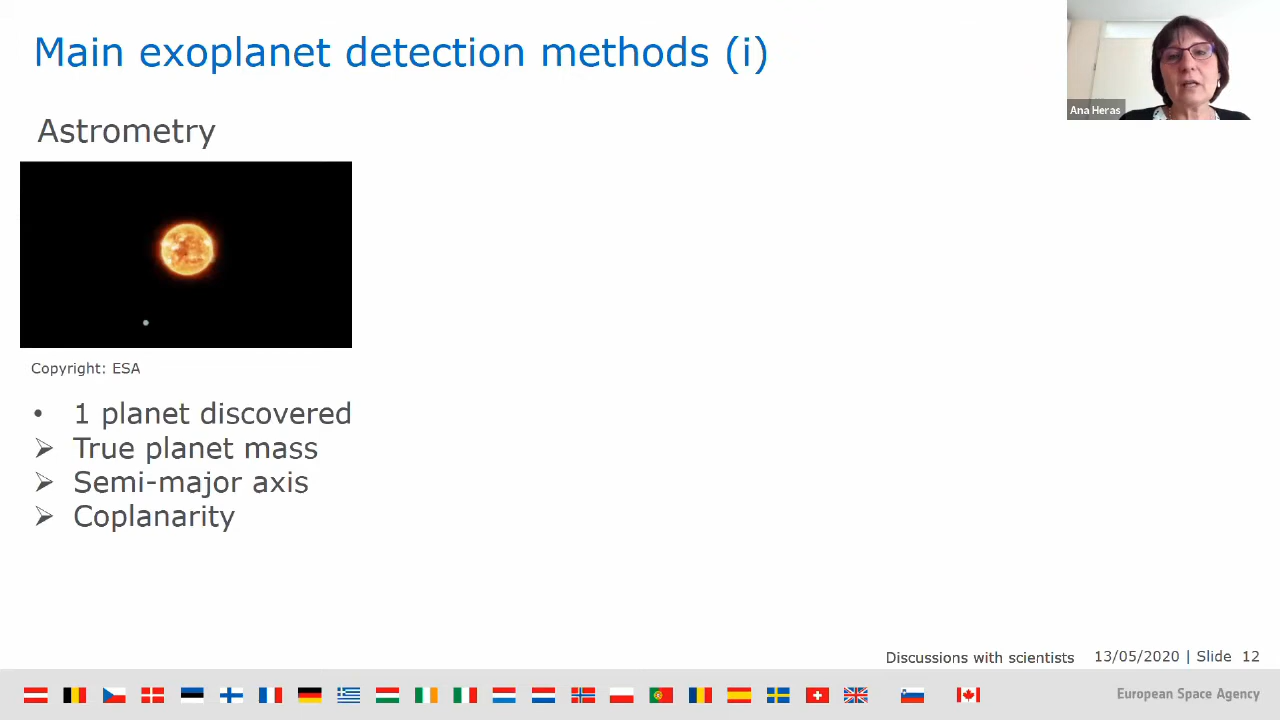 Main exoplanet detection methods (i)
Ana Heras
Astrometry
Copyright: ESA
• 1 planet discovered
➢ True planet mass
➢ Semi-major axis
➢ Coplanarity
Discussions with scientists 13/05/2020 | Slide 12
European Space Agency